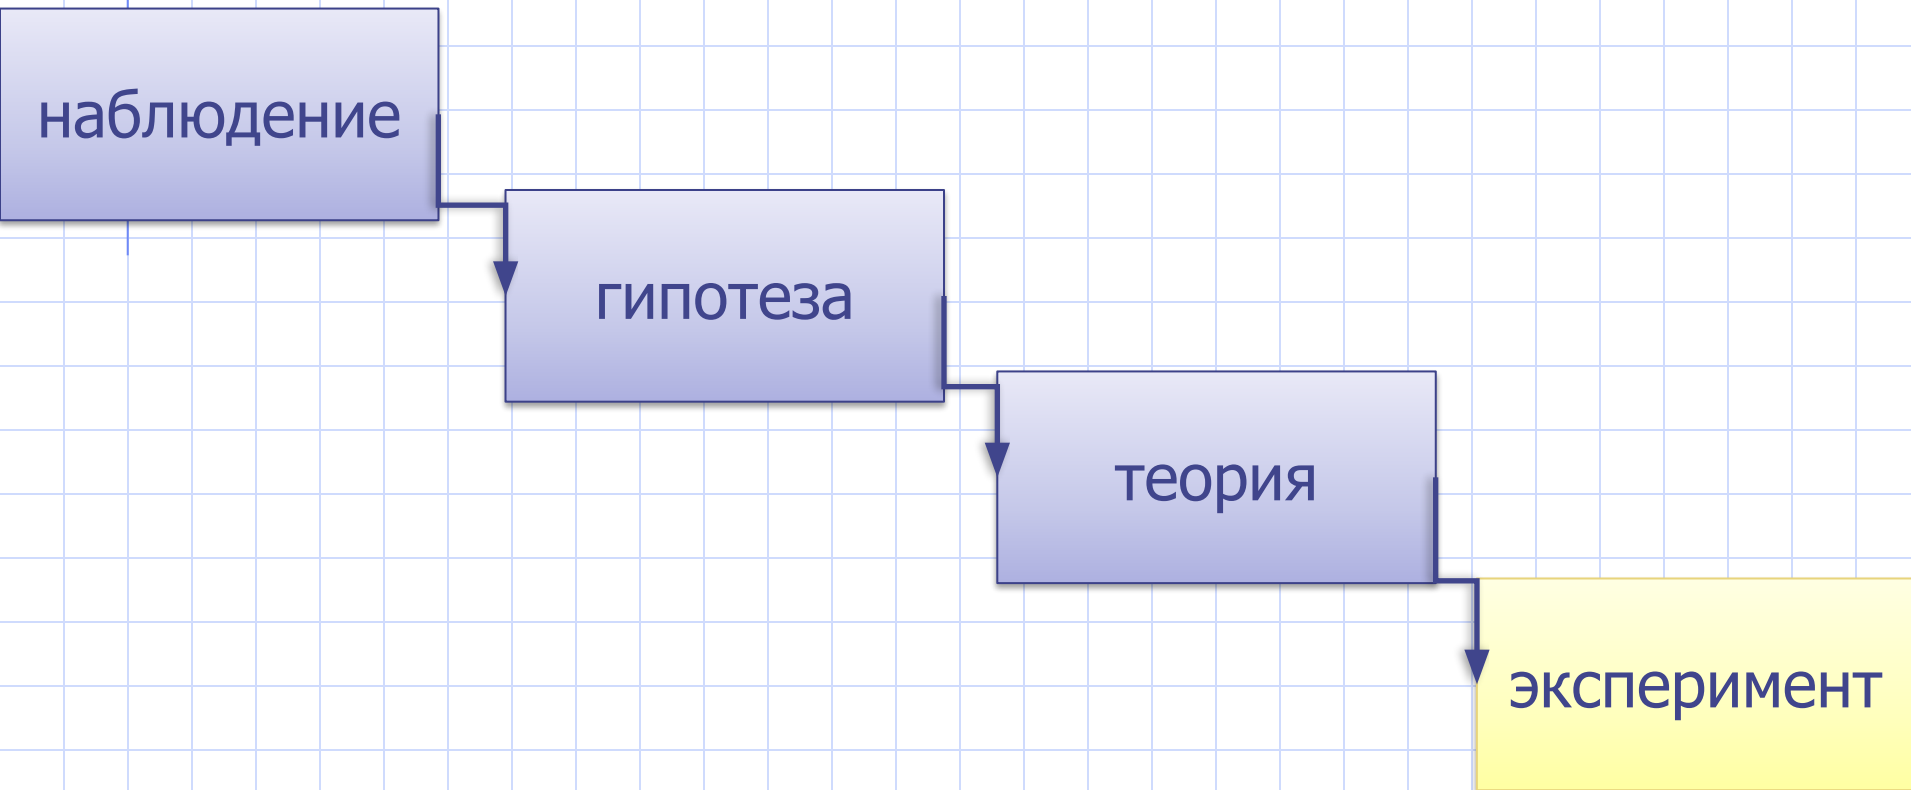 наблюдение
гипотеза
теория
эксперимент